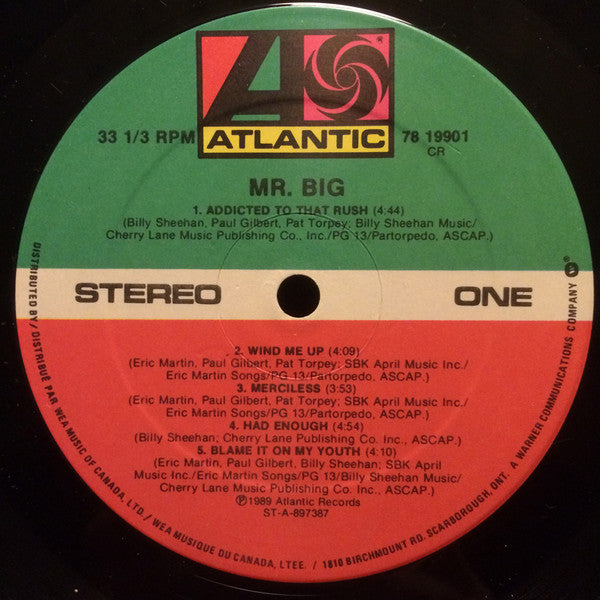 ATLANTIC
33 1/3 RPM
78 19901
CR
MR. BIG
1. ADDICTED TO THAT RUSH (4:44)
(Billy Sheehan, Paul Gilbert, Pat Torpey; Billy Sheehan Music/
Cherry Lane Music Publishing Co., Inc./PG 13/Partorpedo, ASCAP.)
STEREO
ONE
2. WIND ME UP (4:09)
(Eric Martin, Paul Gilbert, Pat Torpey; SBK April Music Inc./
Eric Martin Songs/PG 13/Partorpedo, ASCAP.)
3. MERCILESS (3:53)
(Eric Martin, Paul Gilbert, Pat Torpey; SBK April Music Inc./
Eric Martin Songs/PG 13/Partorpedo, ASCAP.)
4. HAD ENOUGH (4:54)
(Billy Sheehan; Cherry Lane Publishing Co., Inc. ASCAP.)
5. BLAME IT ON MY YOUTH (4:10)
(Eric Martin, Paul Gilbert, Billy Sheehan; SBK April
Music Inc./Eric Martin Songs/PG 13/Billy Sheehan Music/
Cherry Lane Music Publishing Co., Inc., ASCAP.)
℗1989 Atlantic Records
ST-A-897387
DISTRIBUTED BY / DISTRIBUÉ PAR WEA MUSIC OF CANADA, LTD. / WEA MUSIQUE DU CANADA, LTEE. / 1810 BIRCHMOUNT RD. SCARBOROUGH, ONT. A WARNER COMMUNICATIONS COMPANY ®